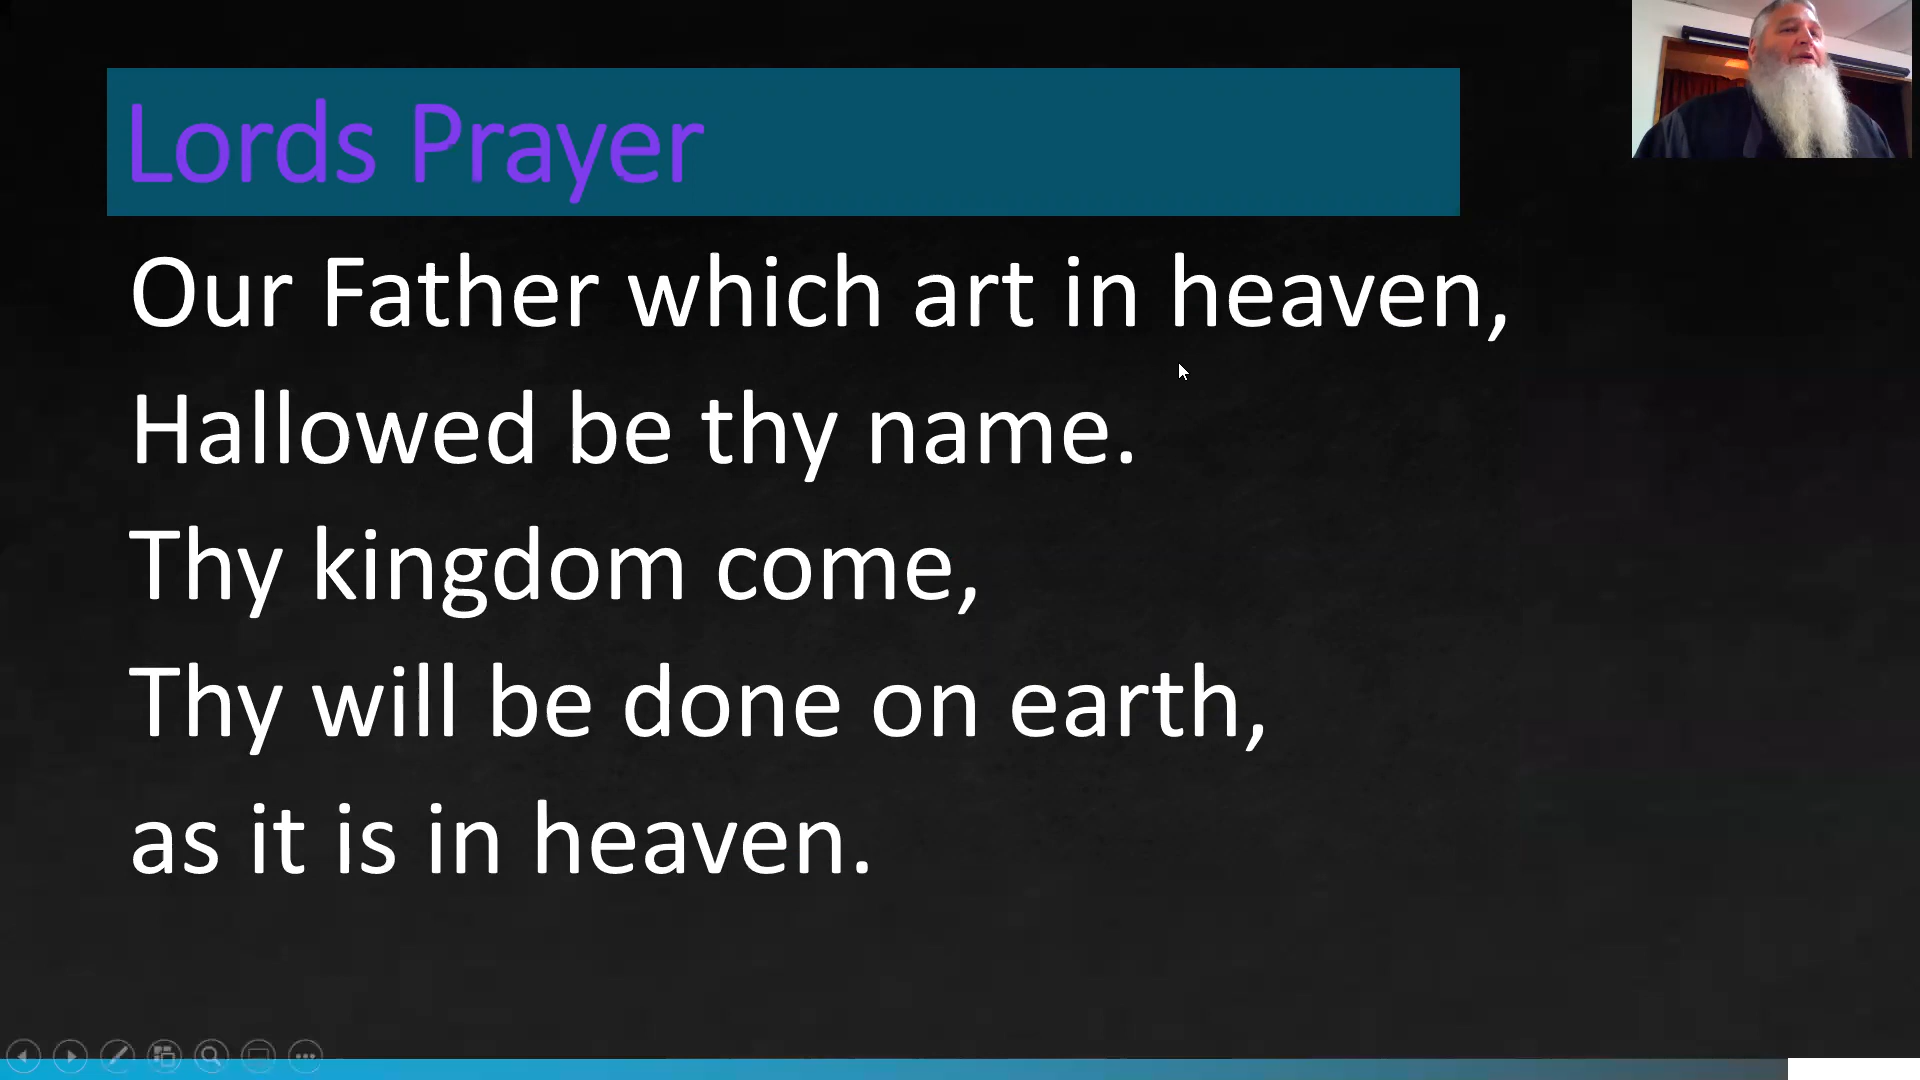 Lords Prayer
Our Father which art in heaven,
Hallowed be thy name.
Thy kingdom come,
Thy will be done on earth,
as it is in heaven.